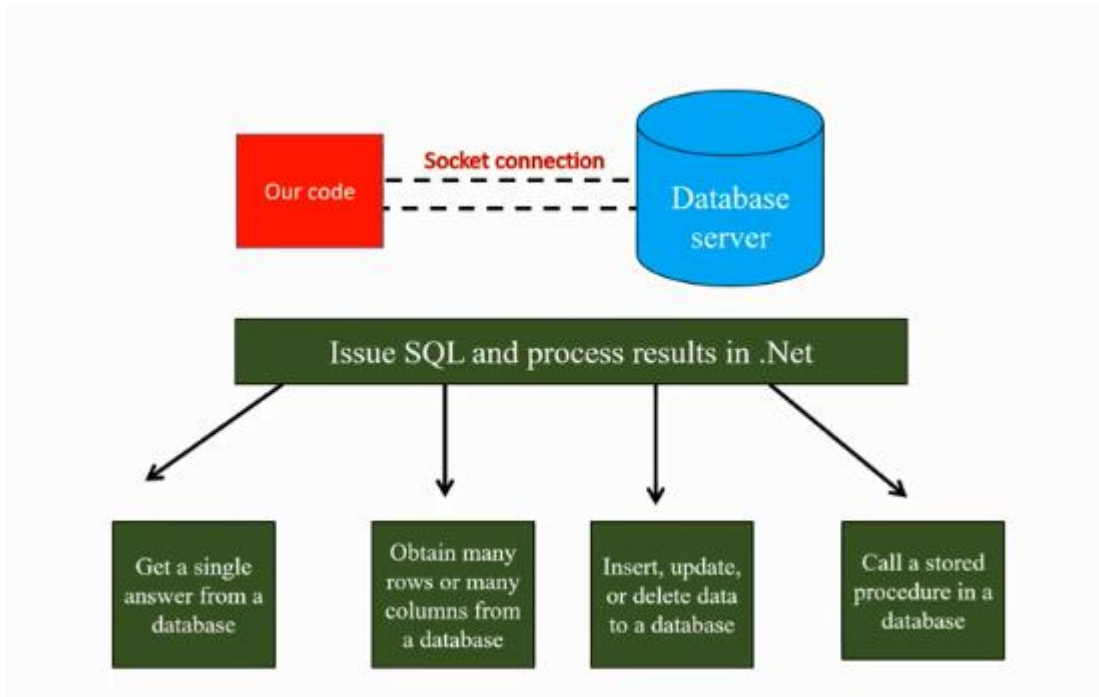 Socket connection
Our code
Database
server
Issue SQL and process results in .Net
Get a single
answer from a
database
Obtain many
rows or many
columns from
a database
Insert, update,
or delete data
to a database
Call a stored
procedure in a
database